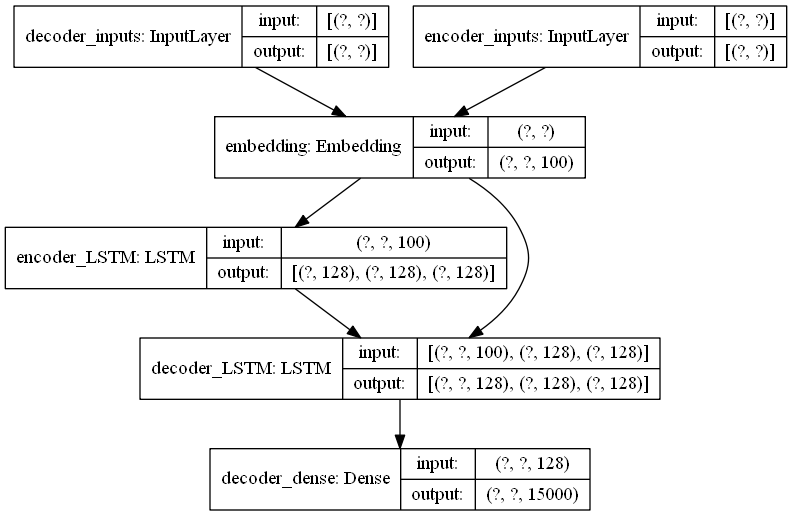 decoder_inputs: InputLayer
input:
[(?, ?)]
output:
[(?, ?)]
encoder_inputs: InputLayer
input:
[(?, ?)]
output:
[(?, ?)]
embedding: Embedding
input:
(?, ?)
output:
(?, ?, 100)
encoder_LSTM: LSTM
input:
(?, ?, 100)
output:
[(?, 128), (?, 128), (?, 128)]
decoder_LSTM: LSTM
input:
[(?, ?, 100), (?, 128), (?, 128)]
output:
[(?, ?, 128), (?, 128), (?, 128)]
decoder_dense: Dense
input:
(?, ?, 128)
output:
(?, ?, 15000)